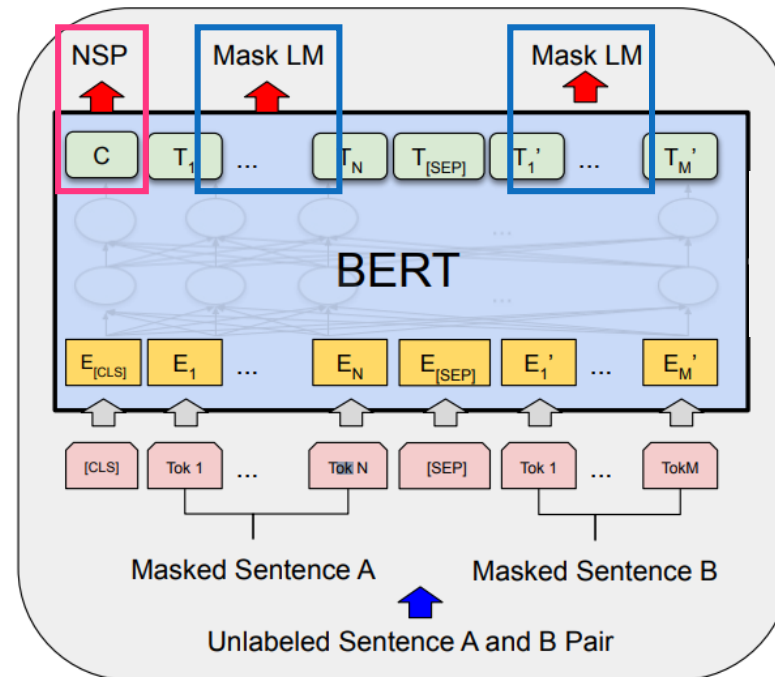 NSP Mask LM Mask LM
C T1 ... TN T[SEP] T1' ... TM'
...
BERT
...
E[CLS] E1 ... EN E[SEP] E1' ... EM'
[CLS] Tok 1 ... Tok N [SEP] Tok 1 ... TokM
Masked Sentence A Masked Sentence B
Unlabeled Sentence A and B Pair